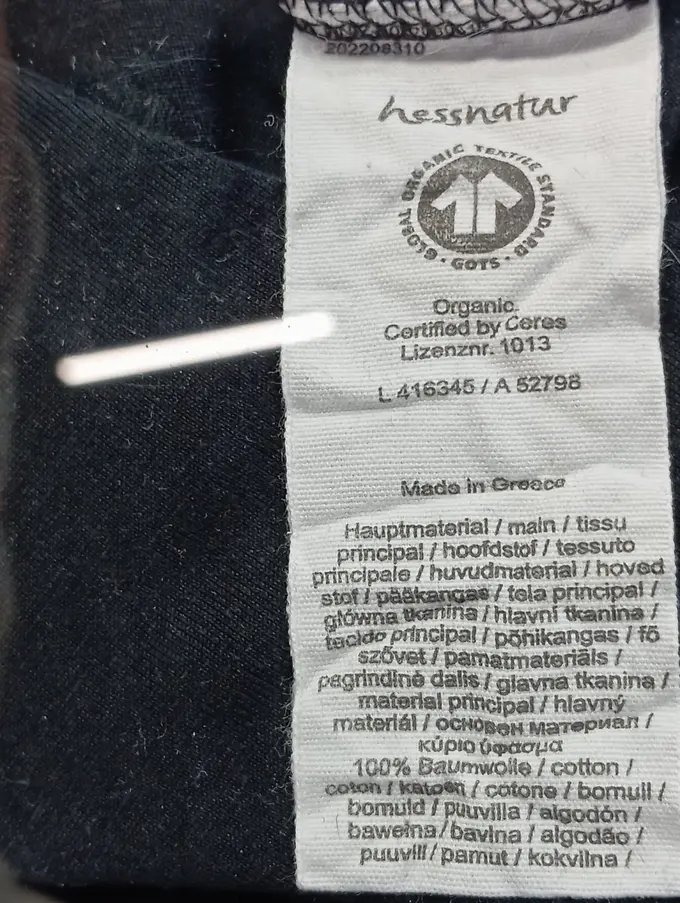 202208310
hessnatur
GLOBAL ORGANIC TEXTILE STANDARD
· GOTS ·
Organic.
Certified by Ceres
Lizenznr. 1013
L 416345 / A 52798
Made in Greece
Hauptmaterial / main / tissu
principal / hoofdstof / tessuto
principale / huvudmaterial / hoved
stof / pääkangas / tela principal /
główna tkanina / hlavní tkanina /
tecido principal / põhikangas / fő
szővet / pamatmateriāls /
pagrindinė dalis / glavna tkanina /
material principal / hlavný
materiál / основен материал /
κύριο ύφασμα
100% Baumwolle / cotton /
coton / katoen / cotone / bomull /
bomuld / puuvilla / algodón /
bawełna / bavlna / algodão /
puuvill / pamut / kokvilna /